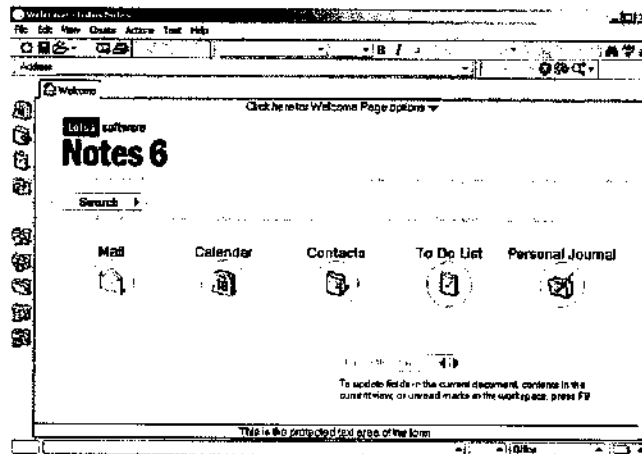 Welcome - Lotus Notes
File Edit View Create Actions Text Help
B I
Address
Welcome
Click here for Welcome Page options
Lotus software
Notes 6
Search
Mail Calendar Contacts To Do List Personal Journal
To update fields in the current document, contents in the
current view, or unread marks in the workspace, press F9
This is the protected text area of the form
Office